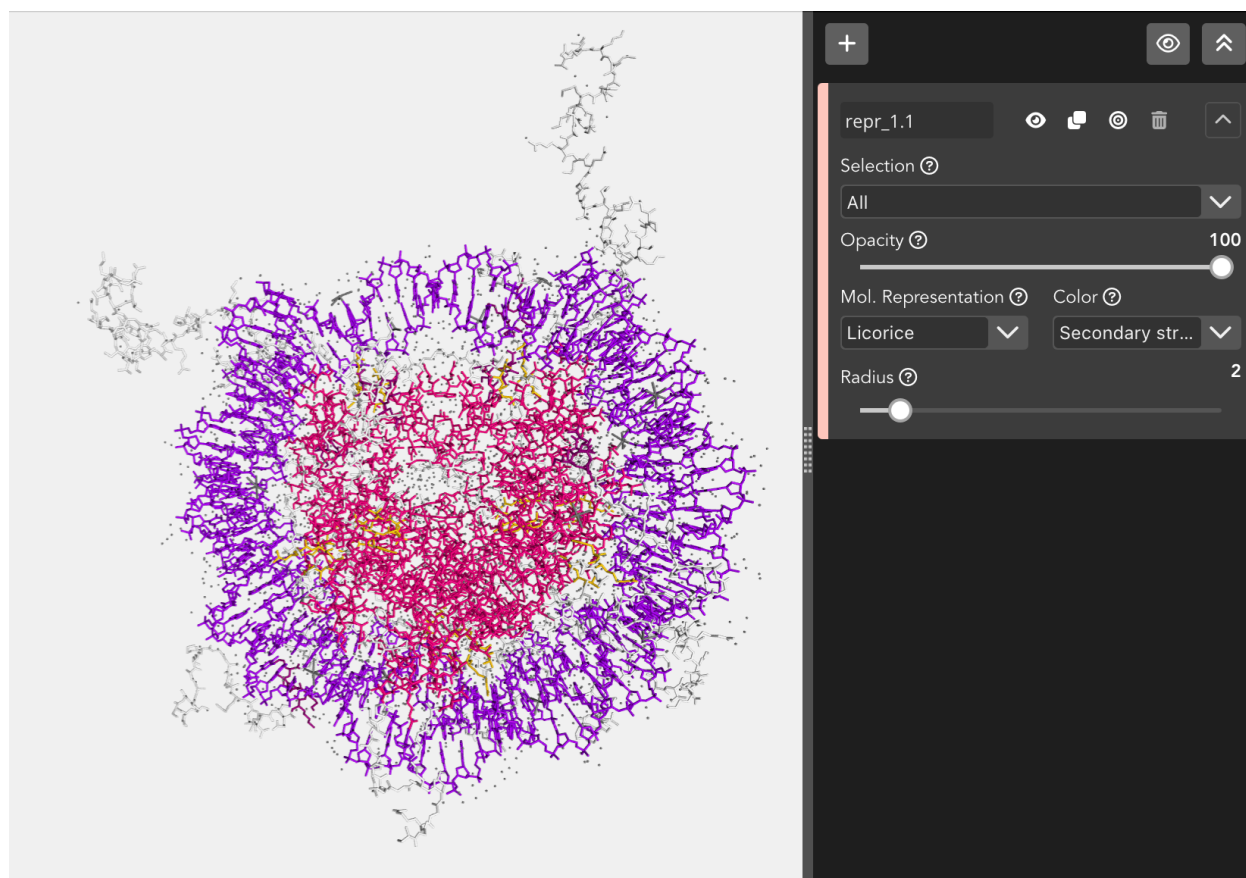 repr_1.1
Selection
All
Opacity
100
Mol. Representation
Color
Licorice
Secondary str...
Radius
2